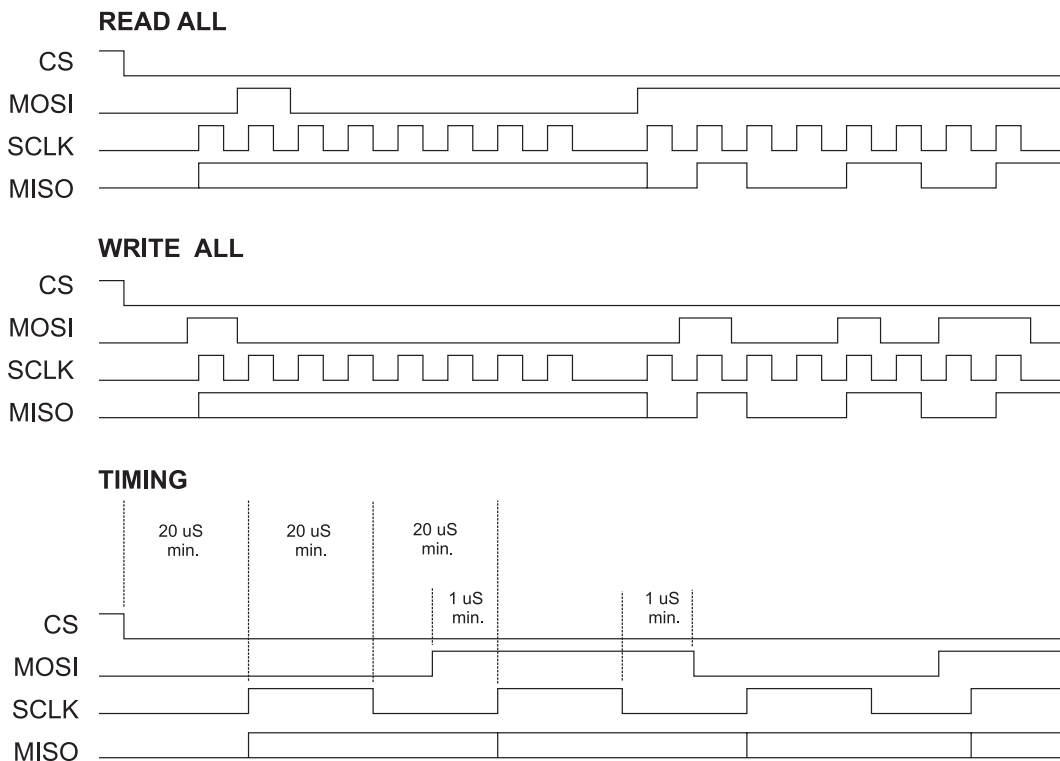 READ ALL
CS
MOSI
SCLK
MISO
WRITE ALL
CS
MOSI
SCLK
MISO
TIMING
20 uS
min.
20 uS
min.
20 uS
min.
1 uS
min.
1 uS
min.
CS
MOSI
SCLK
MISO